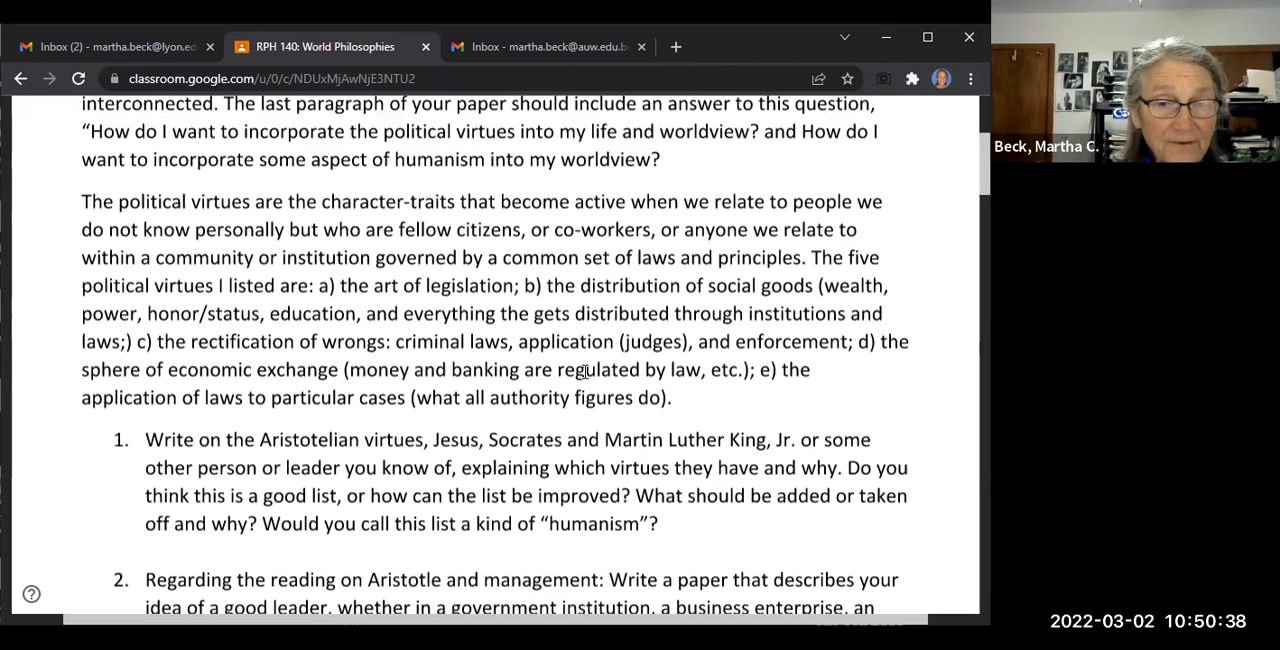 Inbox (2) - martha.beck@lyon.ed
RPH 140: World Philosophies
Inbox - martha.beck@auw.edu.b
classroom.google.com/u/0/c/NDUxMjAwNjE3NTU2
interconnected. The last paragraph of your paper should include an answer to this question,
“How do I want to incorporate the political virtues into my life and worldview? and How do I
want to incorporate some aspect of humanism into my worldview?
The political virtues are the character-traits that become active when we relate to people we
do not know personally but who are fellow citizens, or co-workers, or anyone we relate to
within a community or institution governed by a common set of laws and principles. The five
political virtues I listed are: a) the art of legislation; b) the distribution of social goods (wealth,
power, honor/status, education, and everything the gets distributed through institutions and
laws;) c) the rectification of wrongs: criminal laws, application (judges), and enforcement; d) the
sphere of economic exchange (money and banking are regulated by law, etc.); e) the
application of laws to particular cases (what all authority figures do).
1. Write on the Aristotelian virtues, Jesus, Socrates and Martin Luther King, Jr. or some
other person or leader you know of, explaining which virtues they have and why. Do you
think this is a good list, or how can the list be improved? What should be added or taken
off and why? Would you call this list a kind of “humanism”?
2. Regarding the reading on Aristotle and management: Write a paper that describes your
idea of a good leader, whether in a government institution, a business enterprise, an
Beck, Martha C.
2022-03-02 10:50:38